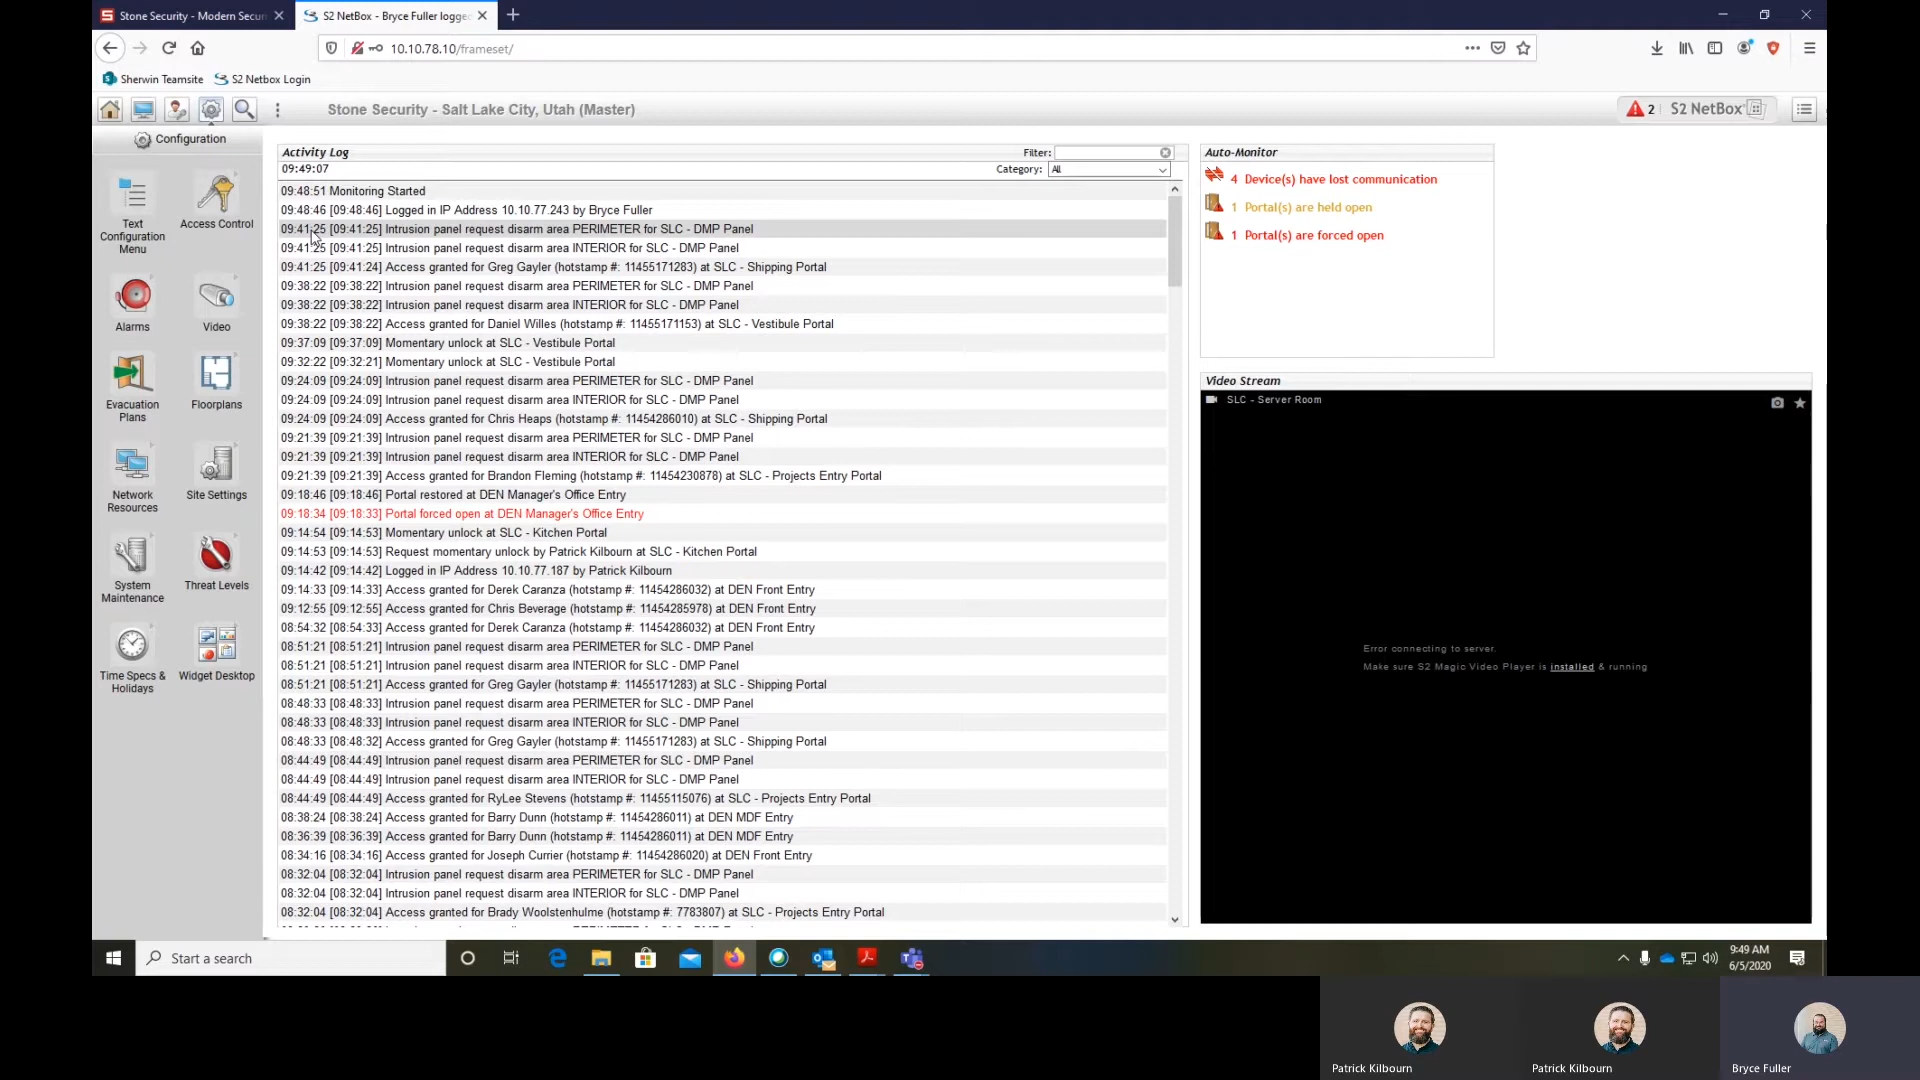 Stone Security - Modern Secur
S2 NetBox - Bryce Fuller logge
10.10.78.10/frameset/
Sherwin Teamsite
S2 Netbox Login
Stone Security - Salt Lake City, Utah (Master)
2
S2 NetBox
Configuration
Text Configuration Menu
Access Control
Alarms
Video
Evacuation Plans
Floorplans
Network Resources
Site Settings
System Maintenance
Threat Levels
Time Specs & Holidays
Widget Desktop
Activity Log
Filter:
09:49:07
Category: All
09:48:51 Monitoring Started
09:48:46 [09:48:46] Logged in IP Address 10.10.77.243 by Bryce Fuller
09:41:25 [09:41:25] Intrusion panel request disarm area PERIMETER for SLC - DMP Panel
09:41:25 [09:41:25] Intrusion panel request disarm area INTERIOR for SLC - DMP Panel
09:41:25 [09:41:24] Access granted for Greg Gayler (hotstamp #: 11455171283) at SLC - Shipping Portal
09:38:22 [09:38:22] Intrusion panel request disarm area PERIMETER for SLC - DMP Panel
09:38:22 [09:38:22] Intrusion panel request disarm area INTERIOR for SLC - DMP Panel
09:38:22 [09:38:22] Access granted for Daniel Willes (hotstamp #: 11455171153) at SLC - Vestibule Portal
09:37:09 [09:37:09] Momentary unlock at SLC - Vestibule Portal
09:32:22 [09:32:21] Momentary unlock at SLC - Vestibule Portal
09:24:09 [09:24:09] Intrusion panel request disarm area PERIMETER for SLC - DMP Panel
09:24:09 [09:24:09] Intrusion panel request disarm area INTERIOR for SLC - DMP Panel
09:24:09 [09:24:09] Access granted for Chris Heaps (hotstamp #: 11454286010) at SLC - Shipping Portal
09:21:39 [09:21:39] Intrusion panel request disarm area PERIMETER for SLC - DMP Panel
09:21:39 [09:21:39] Intrusion panel request disarm area INTERIOR for SLC - DMP Panel
09:21:39 [09:21:39] Access granted for Brandon Fleming (hotstamp #: 11454230878) at SLC - Projects Entry Portal
09:18:46 [09:18:46] Portal restored at DEN Manager's Office Entry
09:18:34 [09:18:33] Portal forced open at DEN Manager's Office Entry
09:14:54 [09:14:53] Momentary unlock at SLC - Kitchen Portal
09:14:53 [09:14:53] Request momentary unlock by Patrick Kilbourn at SLC - Kitchen Portal
09:14:42 [09:14:42] Logged in IP Address 10.10.77.187 by Patrick Kilbourn
09:14:33 [09:14:33] Access granted for Derek Caranza (hotstamp #: 11454286032) at DEN Front Entry
09:12:55 [09:12:55] Access granted for Chris Beverage (hotstamp #: 11454285978) at DEN Front Entry
08:54:32 [08:54:33] Access granted for Derek Caranza (hotstamp #: 11454286032) at DEN Front Entry
08:51:21 [08:51:21] Intrusion panel request disarm area PERIMETER for SLC - DMP Panel
08:51:21 [08:51:21] Intrusion panel request disarm area INTERIOR for SLC - DMP Panel
08:51:21 [08:51:21] Access granted for Greg Gayler (hotstamp #: 11455171283) at SLC - Shipping Portal
08:48:33 [08:48:33] Intrusion panel request disarm area PERIMETER for SLC - DMP Panel
08:48:33 [08:48:33] Intrusion panel request disarm area INTERIOR for SLC - DMP Panel
08:48:33 [08:48:32] Access granted for Greg Gayler (hotstamp #: 11455171283) at SLC - Shipping Portal
08:44:49 [08:44:49] Intrusion panel request disarm area PERIMETER for SLC - DMP Panel
08:44:49 [08:44:49] Intrusion panel request disarm area INTERIOR for SLC - DMP Panel
08:44:49 [08:44:49] Access granted for RyLee Stevens (hotstamp #: 11455115076) at SLC - Projects Entry Portal
08:38:24 [08:38:24] Access granted for Barry Dunn (hotstamp #: 11454286011) at DEN MDF Entry
08:36:39 [08:36:39] Access granted for Barry Dunn (hotstamp #: 11454286011) at DEN MDF Entry
08:34:16 [08:34:16] Access granted for Joseph Currier (hotstamp #: 11454286020) at DEN Front Entry
08:32:04 [08:32:04] Intrusion panel request disarm area PERIMETER for SLC - DMP Panel
08:32:04 [08:32:04] Intrusion panel request disarm area INTERIOR for SLC - DMP Panel
08:32:04 [08:32:04] Access granted for Brady Woolstenhulme (hotstamp #: 7783807) at SLC - Projects Entry Portal
Auto-Monitor
4 Device(s) have lost communication
1 Portal(s) are held open
1 Portal(s) are forced open
Video Stream
SLC - Server Room
Error connecting to server.
Make sure S2 Magic Video Player is installed & running
Start a search
9:49 AM
6/5/2020
Patrick Kilbourn
Patrick Kilbourn
Bryce Fuller